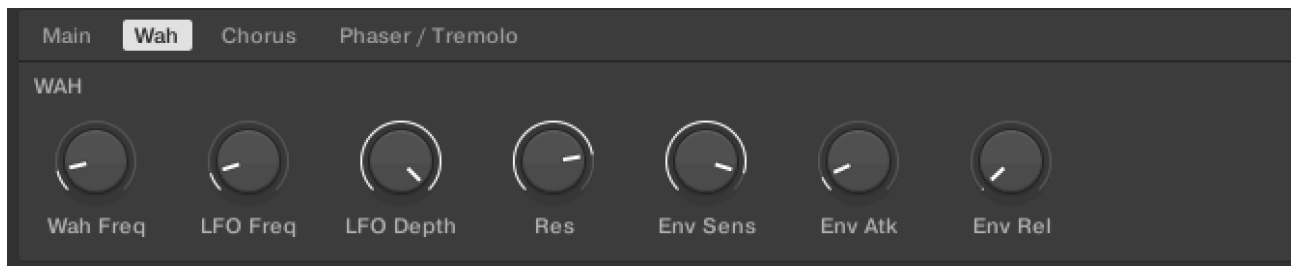 Main Wah Chorus Phaser / Tremolo
WAH
Wah Freq LFO Freq LFO Depth Res Env Sens Env Atk Env Rel